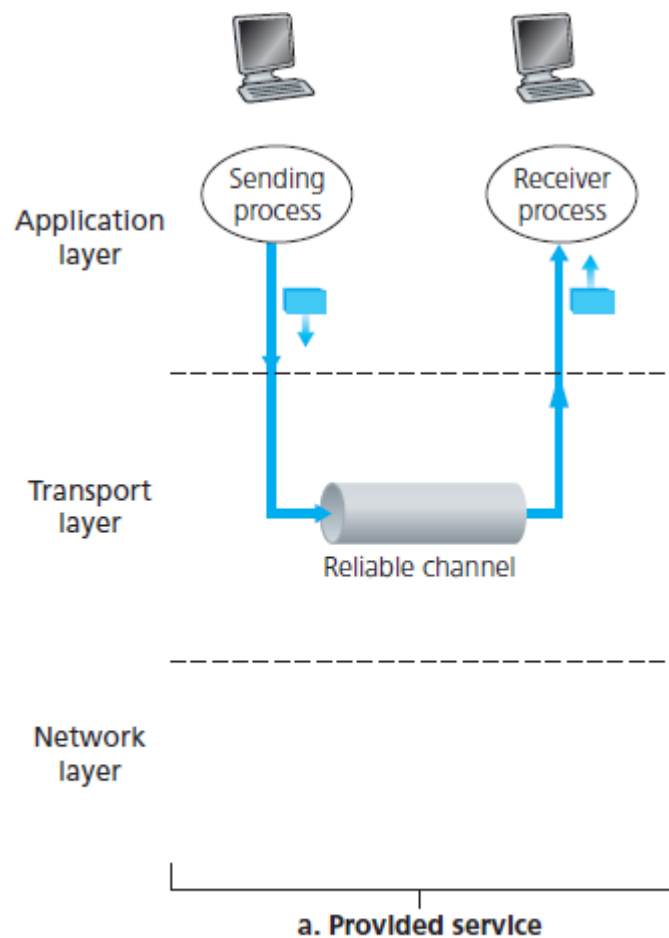 Sending
process
Receiver
process
Application
layer
Transport
layer
Reliable channel
Network
layer
a. Provided service